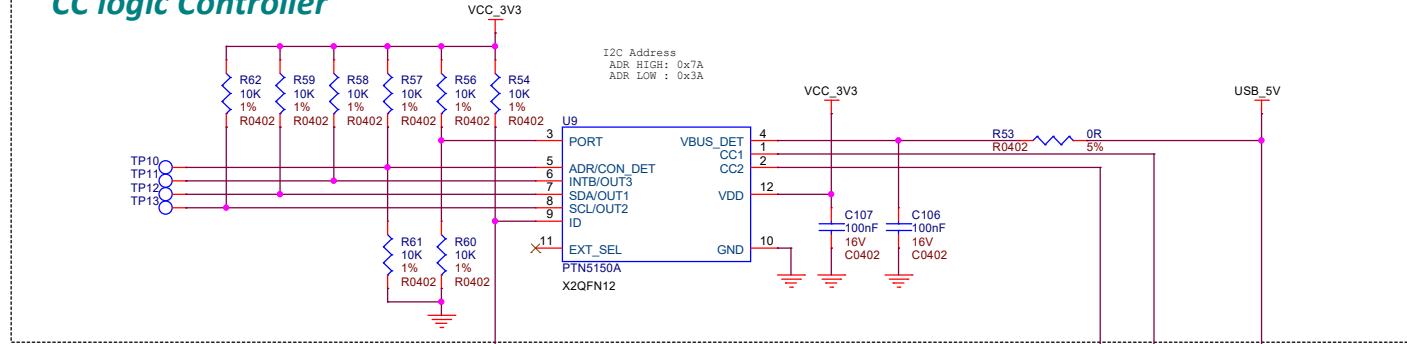 CC logic Controller
VCC_3V3
I2C Address
ADR HIGH: 0x7A
ADR LOW : 0x3A
R62
10K
1%
R0402
R59
10K
1%
R0402
R58
10K
1%
R0402
R57
10K
1%
R0402
R56
10K
1%
R0402
R54
10K
1%
R0402
VCC_3V3
USB_5V
U9
3 PORT
5 ADR/CON_DET
6 INTB/OUT3
7 SDA/OUT1
8 SCL/OUT2
9 ID
11 EXT_SEL
VBUS_DET 4
CC1 1
CC2 2
VDD 12
GND 10
PTN5150A
X2QFN12
R53 0R
R0402 5%
TP10
TP11
TP12
TP13
R61
10K
1%
R0402
R60
10K
1%
R0402
C107
100nF
16V
C0402
C106
100nF
16V
C0402